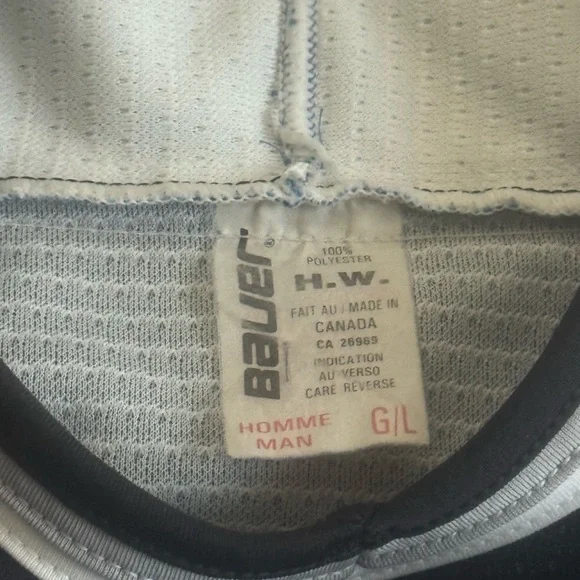 BAUER®
100%
POLYESTER
H.W.
FAIT AU / MADE IN
CANADA
CA 26969
INDICATION
AU VERSO
CARE REVERSE
HOMME
MAN
G/L